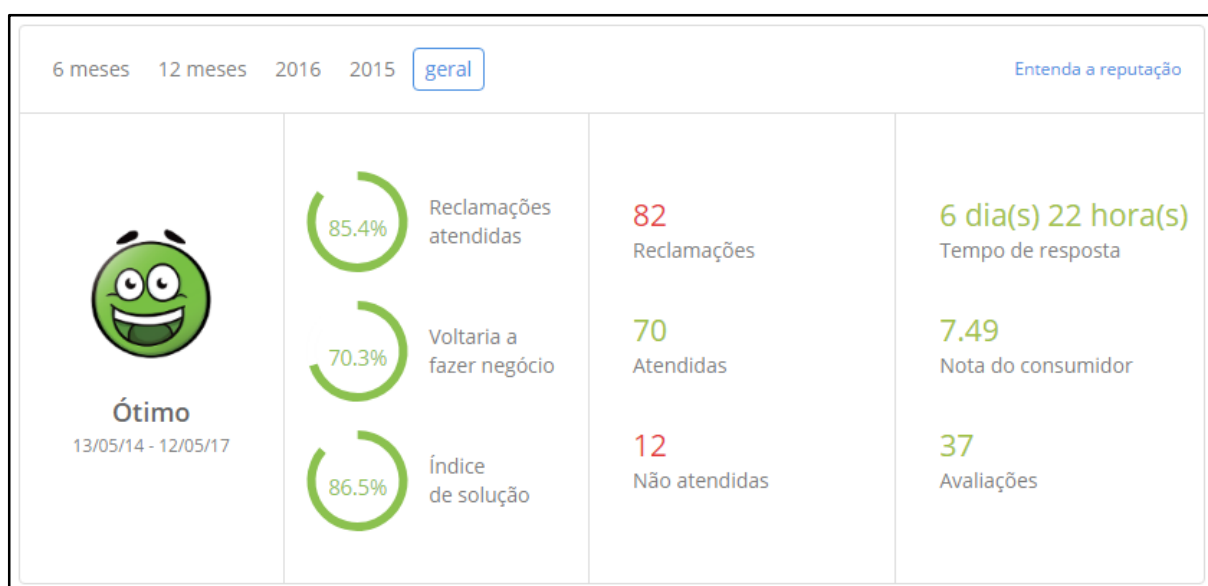 6 meses 12 meses 2016 2015 geral
Entenda a reputação
Ótimo
13/05/14 - 12/05/17
85.4%
Reclamações
atendidas
70.3%
Voltaria a
fazer negócio
86.5%
Índice
de solução
82
Reclamações
70
Atendidas
12
Não atendidas
6 dia(s) 22 hora(s)
Tempo de resposta
7.49
Nota do consumidor
37
Avaliações